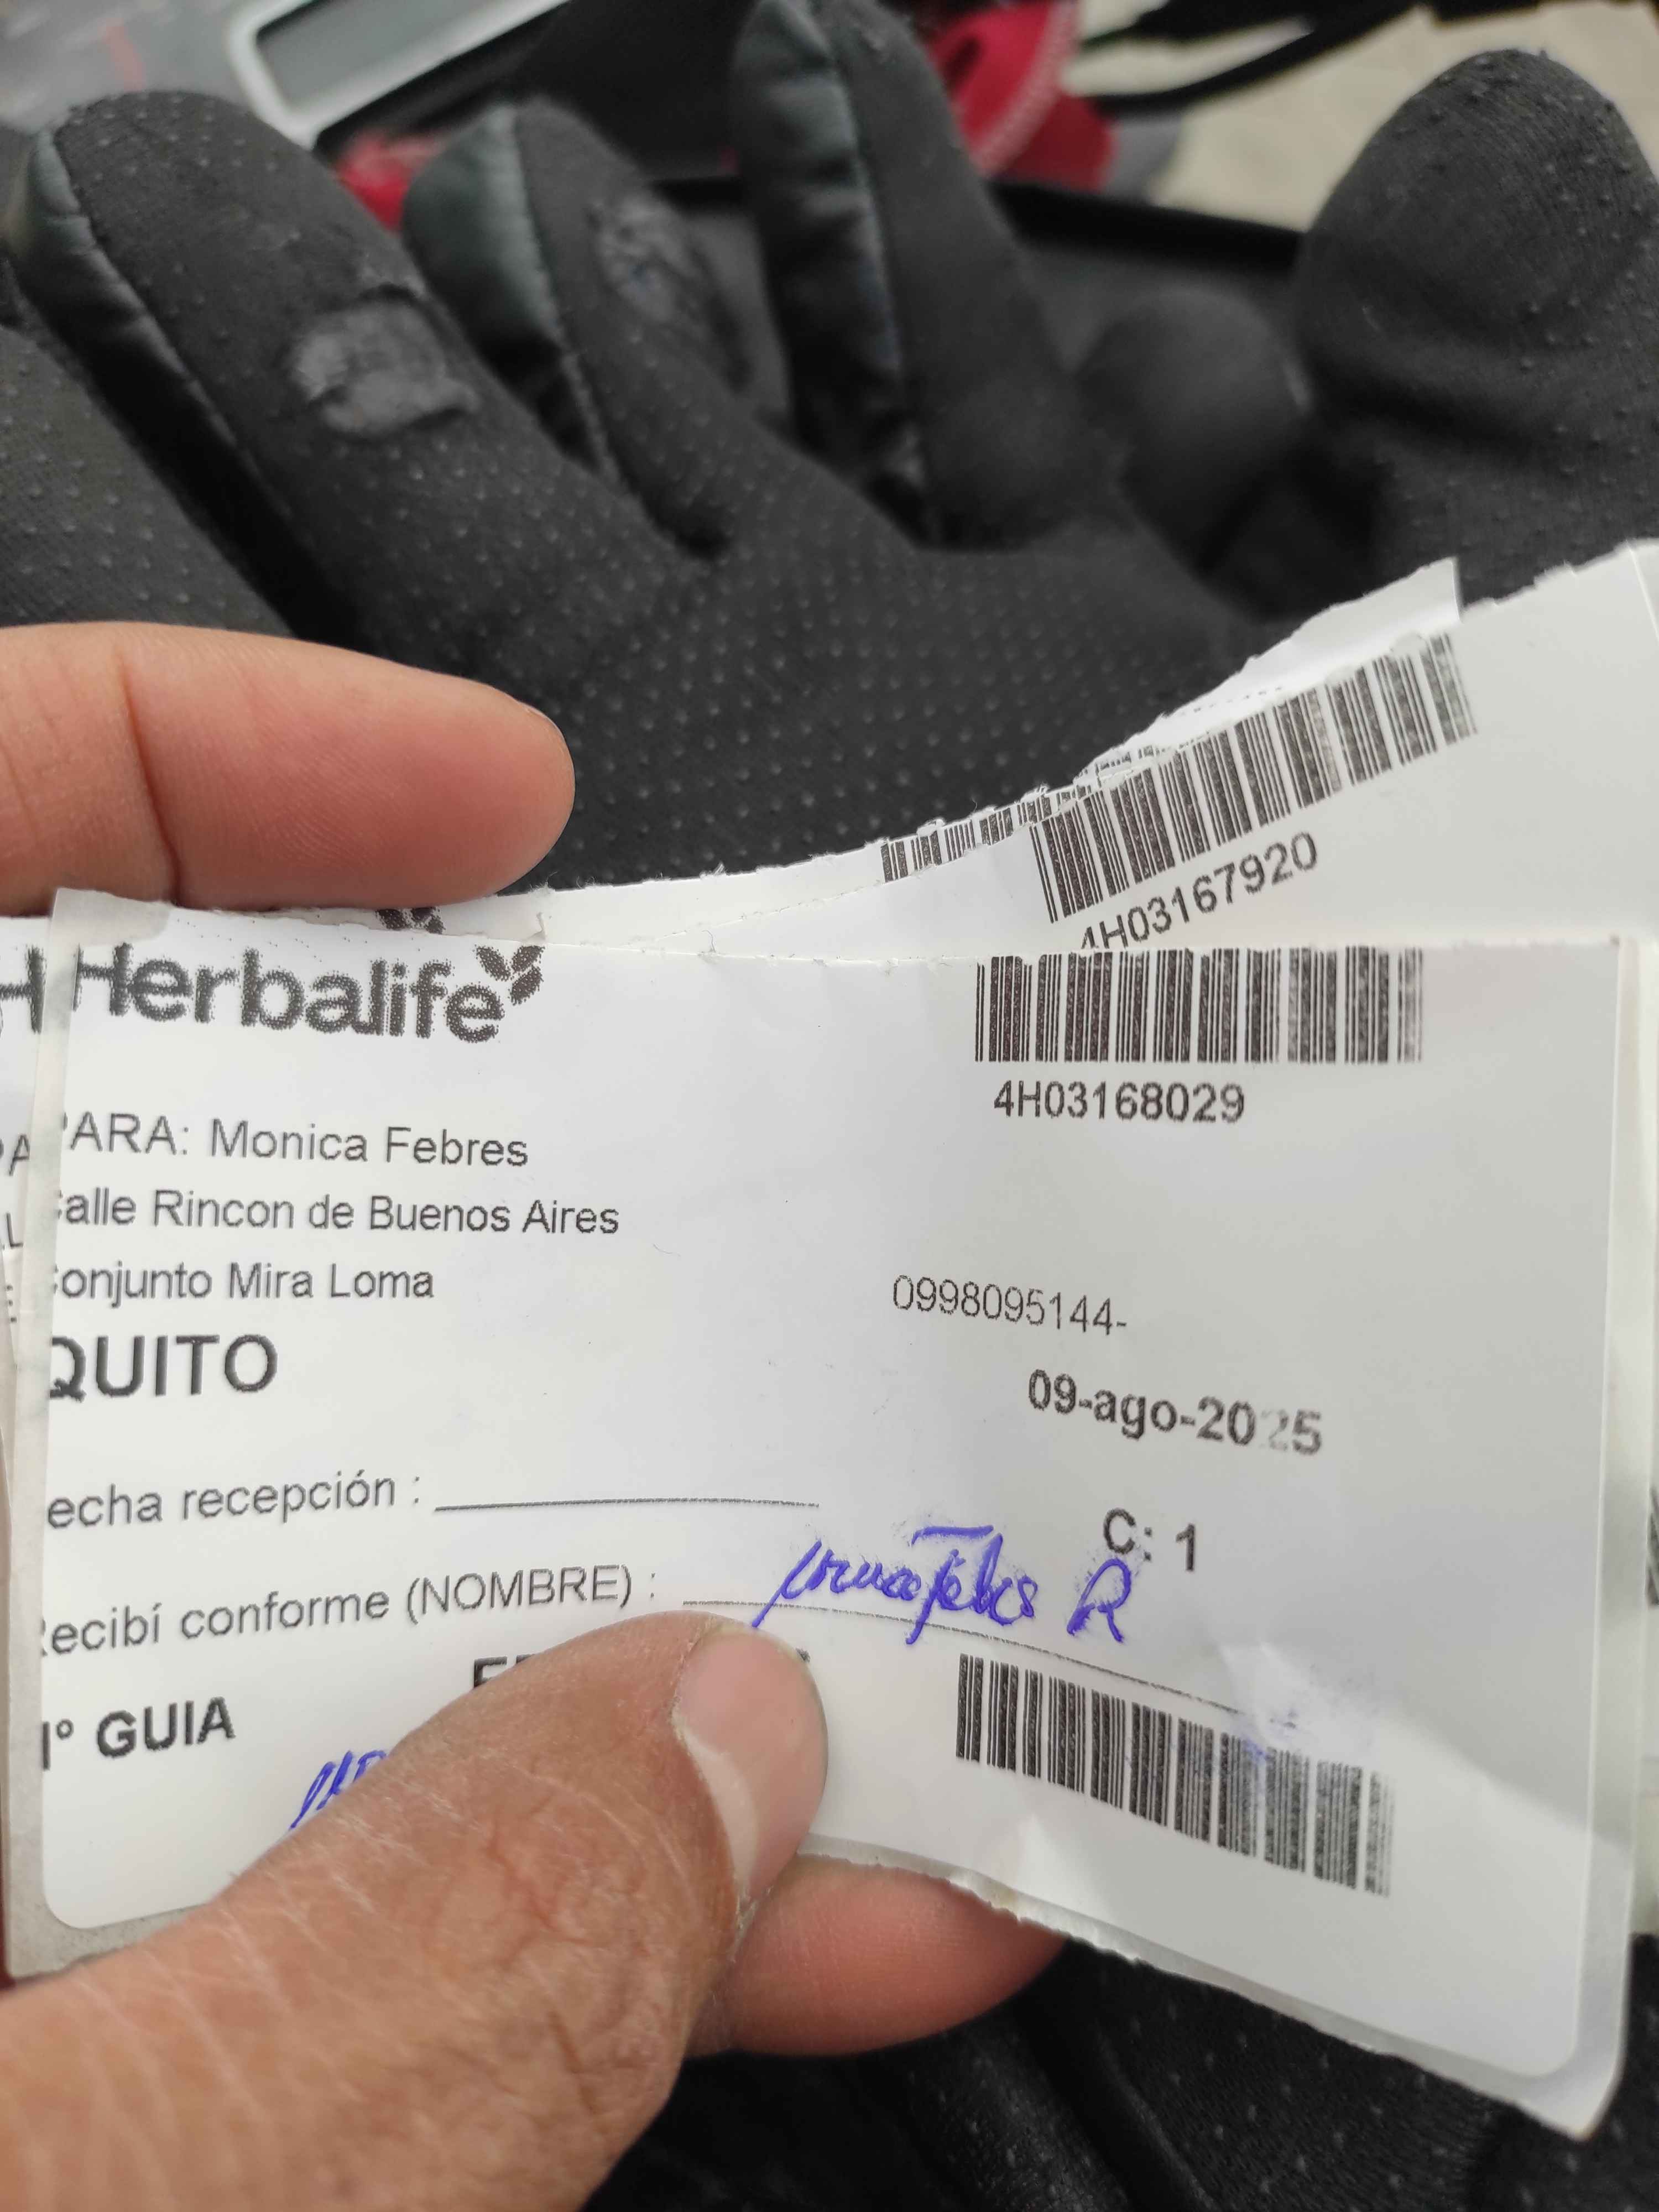 4H03167920
Herbalife
4H03168029
PARA: Monica Febres
Calle Rincon de Buenos Aires
Conjunto Mira Loma
0998095144-
QUITO
09-ago-2025
echa recepción :
C: 1
ecibí conforme (NOMBRE) :
R
N° GUIA